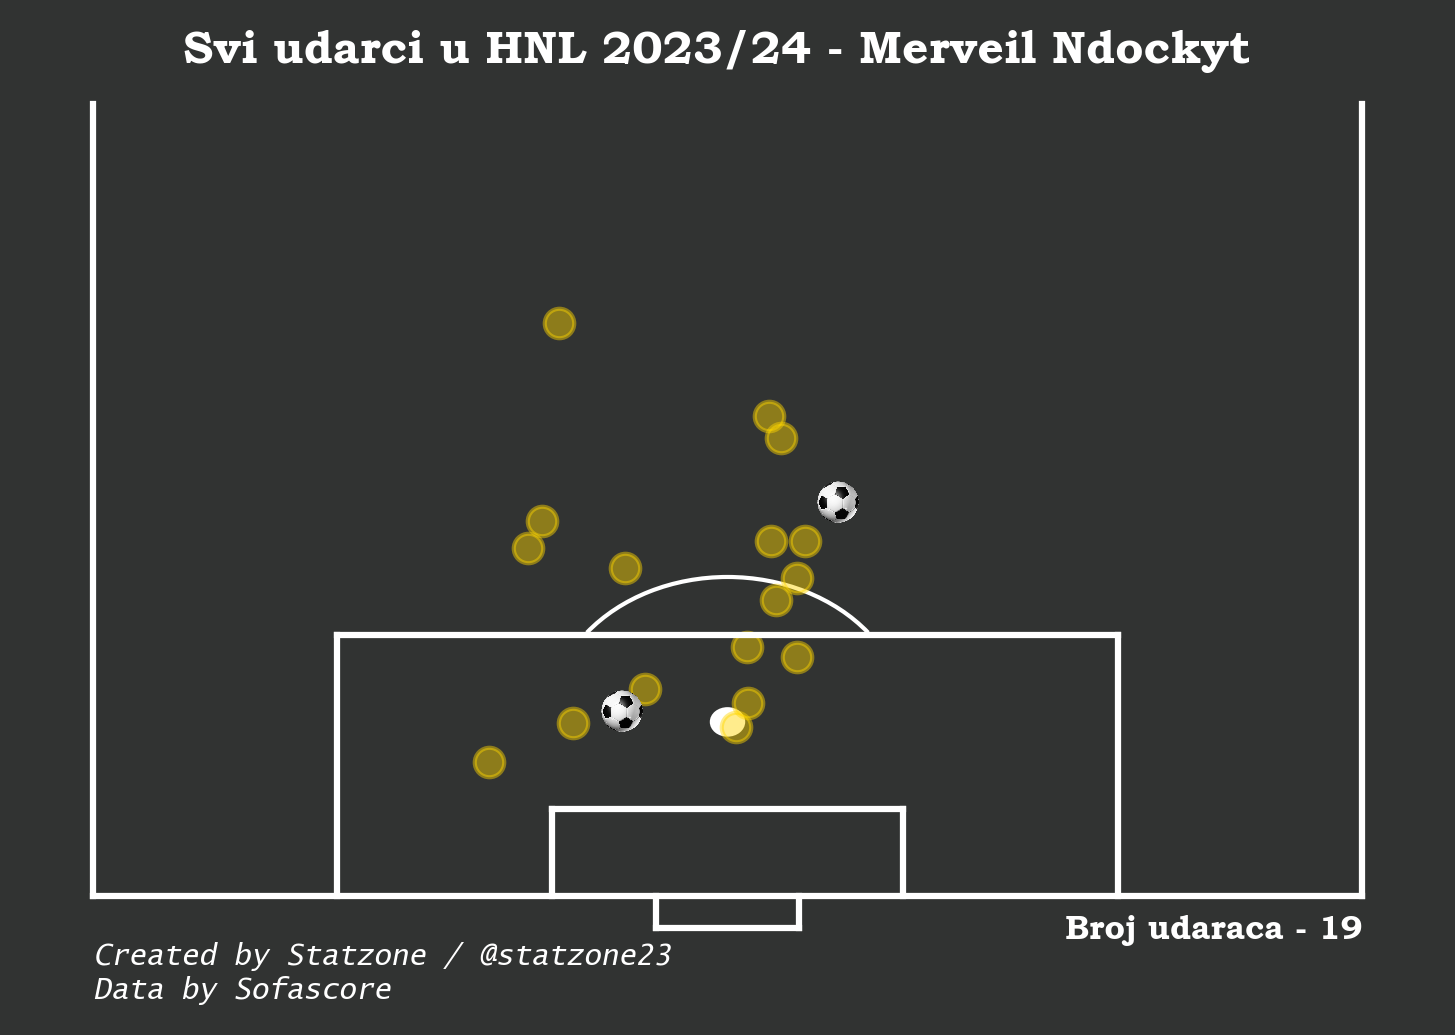 Svi udarci u HNL 2023/24 - Merveil Ndockyt
Broj udaraca - 19
Created by Statzone / @statzone23
Data by Sofascore